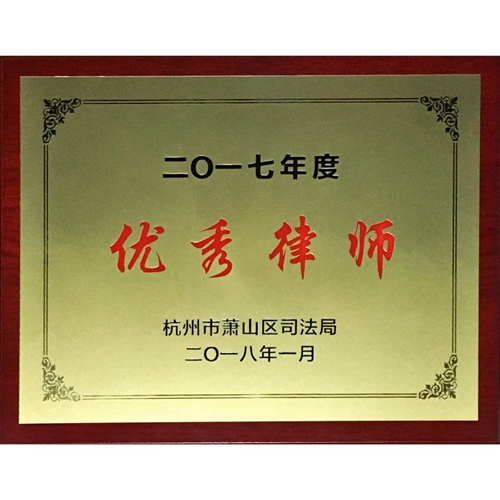 二〇一七年度
优秀律师
杭州市萧山区司法局
二〇一八年一月